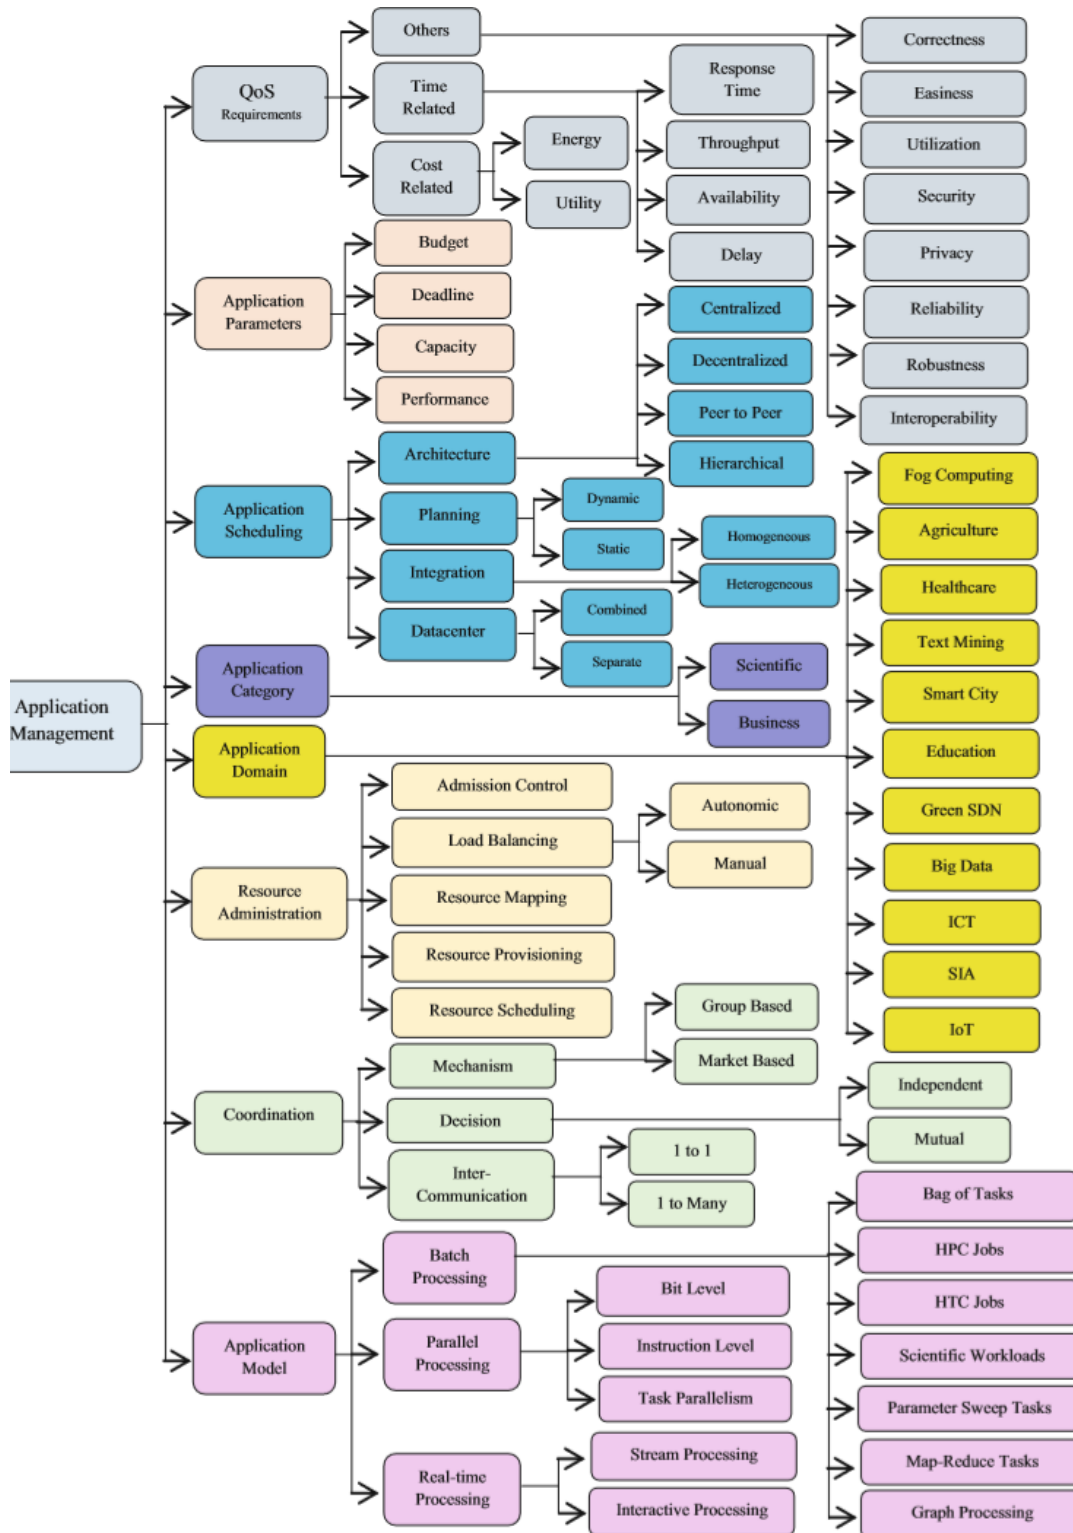 Others
Correctness
Response
Time
QoS
Requirements
Time
Related
Easiness
Energy
Throughput
Utilization
Cost
Related
Utility
Availability
Security
Budget
Delay
Privacy
Application
Parameters
Deadline
Centralized
Reliability
Capacity
Decentralized
Robustness
Performance
Peer to Peer
Interoperability
Architecture
Hierarchical
Fog Computing
Application
Scheduling
Planning
Dynamic
Static
Homogeneous
Agriculture
Integration
Heterogeneous
Healthcare
Datacenter
Combined
Separate
Text Mining
Application
Category
Scientific
Smart City
Application
Management
Business
Application
Domain
Education
Admission Control
Autonomic
Green SDN
Load Balancing
Manual
Big Data
Resource
Administration
Resource Mapping
ICT
Resource Provisioning
SIA
Resource Scheduling
Group Based
IoT
Mechanism
Market Based
Independent
Coordination
Decision
Mutual
Inter-
Communication
1 to 1
1 to Many
Bag of Tasks
Batch
Processing
HPC Jobs
Bit Level
HTC Jobs
Application
Model
Parallel
Processing
Instruction Level
Scientific Workloads
Task Parallelism
Parameter Sweep Tasks
Real-time
Processing
Stream Processing
Map-Reduce Tasks
Interactive Processing
Graph Processing